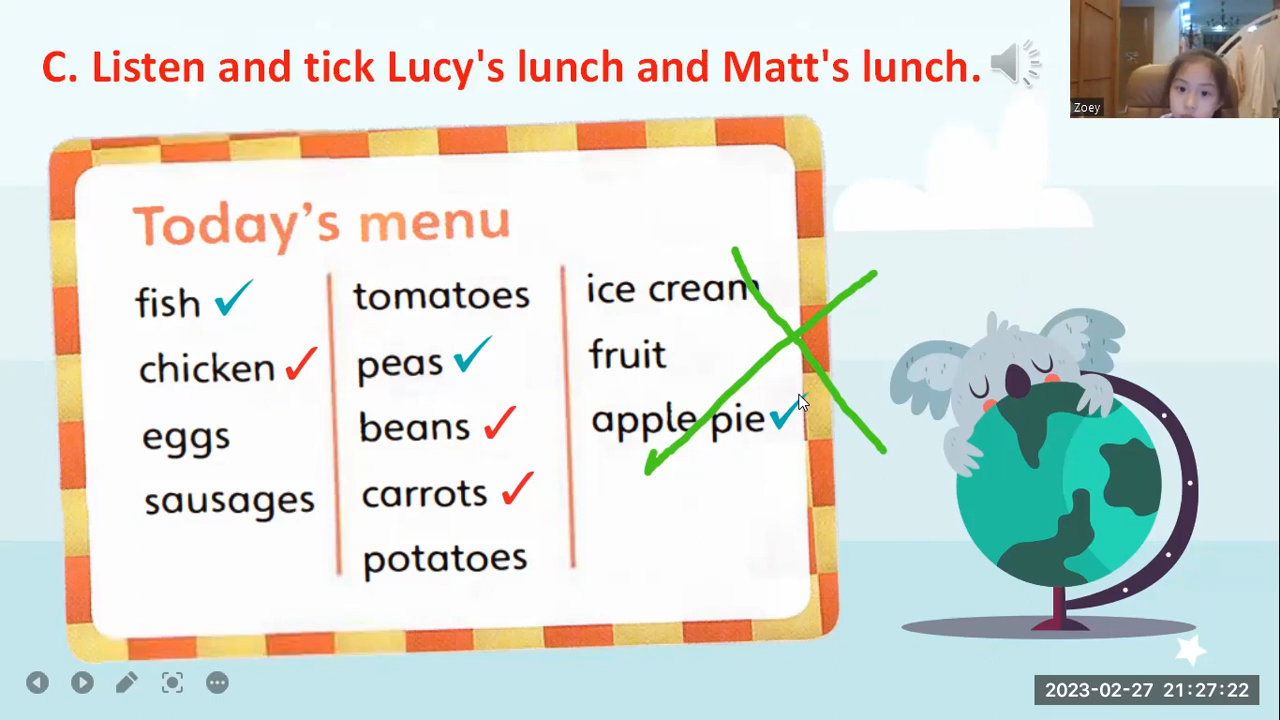 C. Listen and tick Lucy's lunch and Matt's lunch.
Zoey
Today's menu
fish
chicken
eggs
sausages
tomatoes
peas
beans
carrots
potatoes
ice cream
fruit
apple pie
2023-02-27 21:27:22